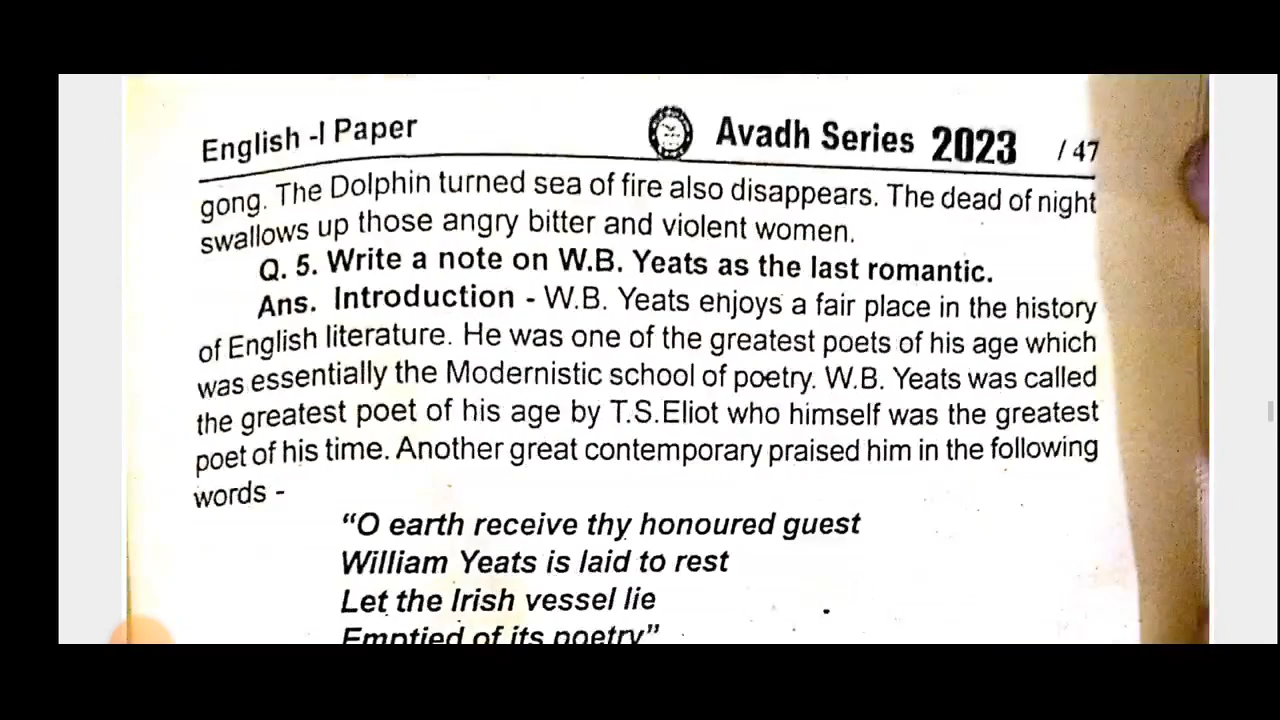 English -I Paper
Avadh Series 2023 / 47
gong. The Dolphin turned sea of fire also disappears. The dead of night
swallows up those angry bitter and violent women.
Q. 5. Write a note on W.B. Yeats as the last romantic.
Ans. Introduction - W.B. Yeats enjoys a fair place in the history
of English literature. He was one of the greatest poets of his age which
was essentially the Modernistic school of poetry. W.B. Yeats was called
the greatest poet of his age by T.S.Eliot who himself was the greatest
poet of his time. Another great contemporary praised him in the following
words -
"O earth receive thy honoured guest
William Yeats is laid to rest
Let the Irish vessel lie
Emptied of its poetry"